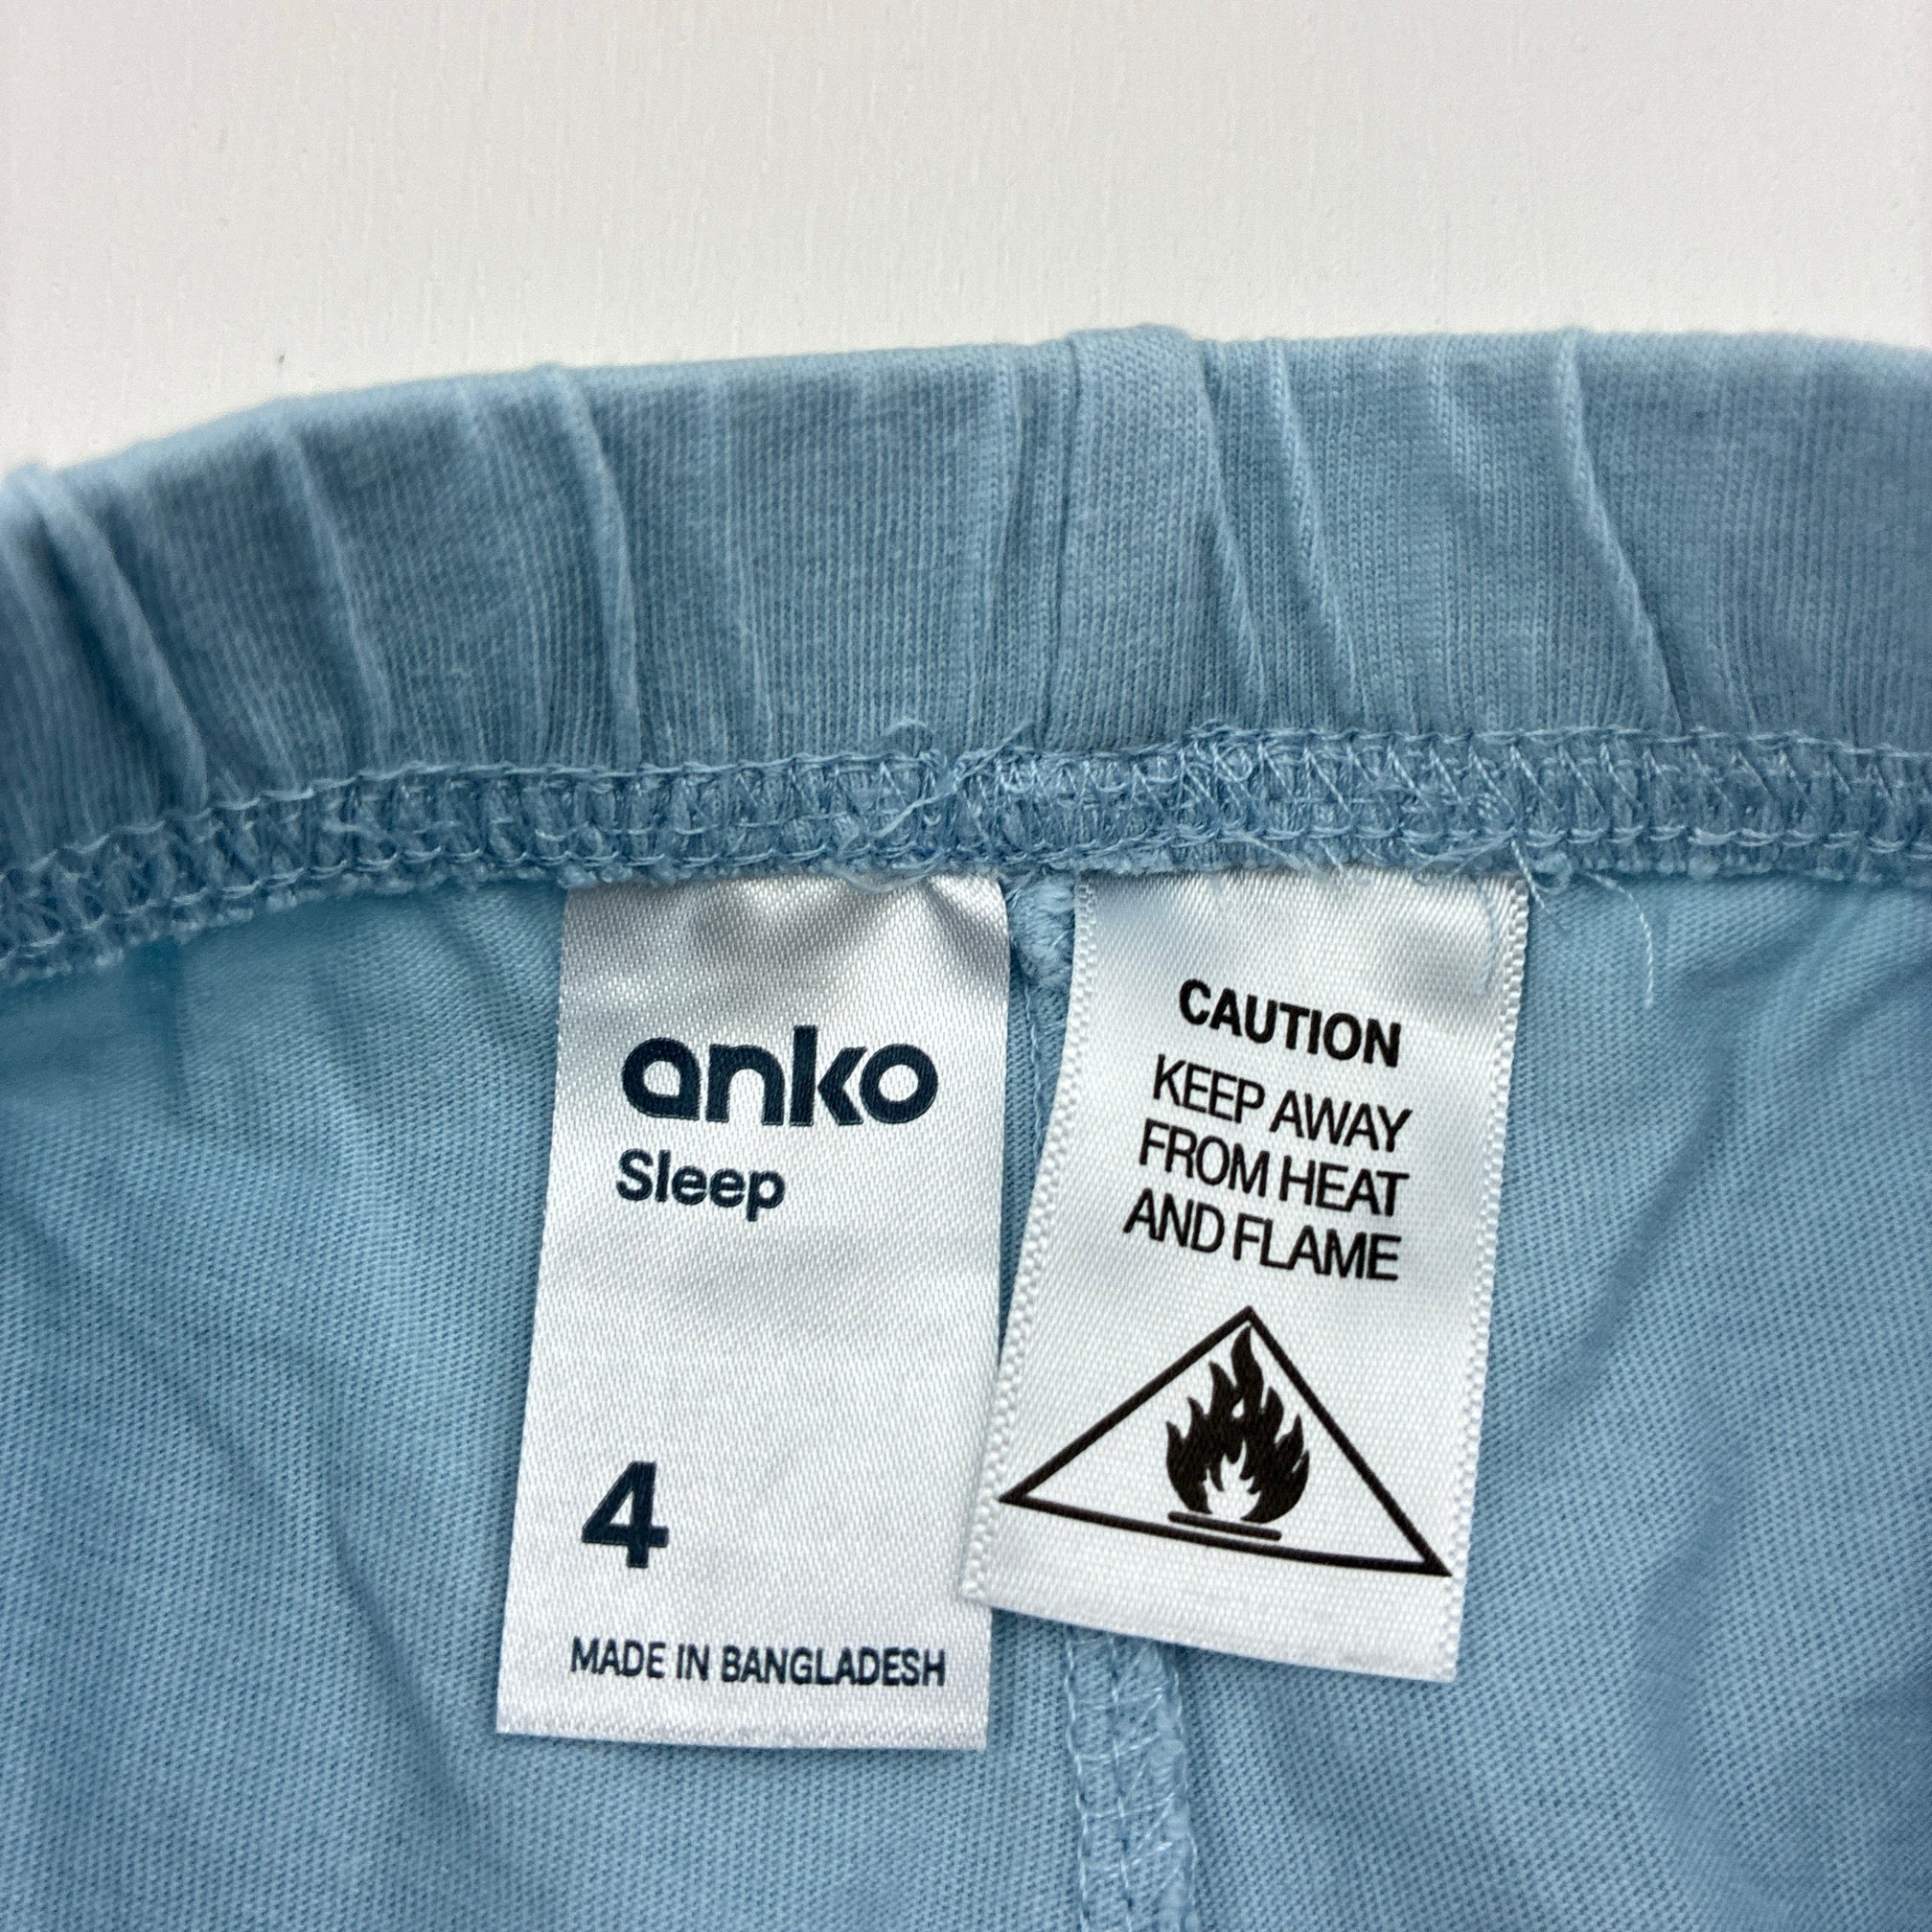 anko
Sleep
4
MADE IN BANGLADESH
CAUTION
KEEP AWAY
FROM HEAT
AND FLAME